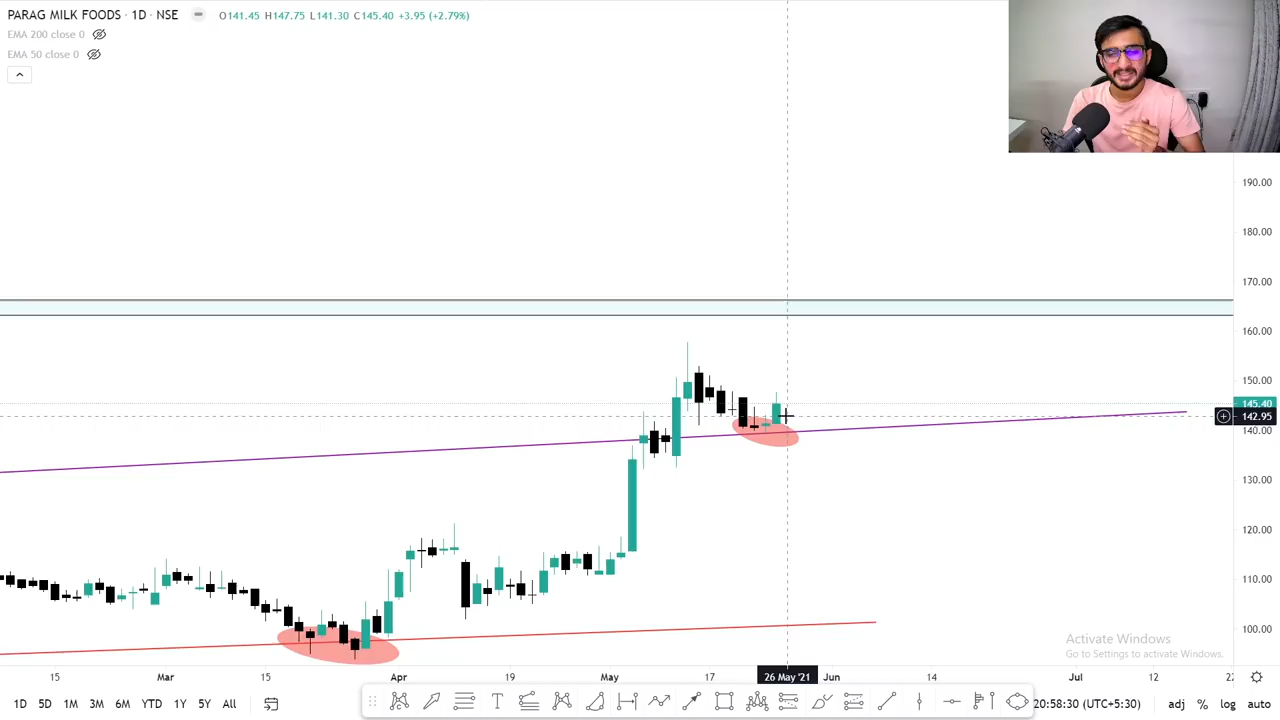 PARAG MILK FOODS · 1D · NSE O141.45 H147.75 L141.30 C145.40 +3.95 (+2.79%)
EMA 200 close 0
EMA 50 close 0
190.00
180.00
170.00
160.00
150.00
145.40
142.95
140.00
130.00
120.00
110.00
100.00
Activate Windows
Go to Settings to activate Windows.
15 Mar 15 Apr 19 May 17 26 May '21 Jun 14 Jul 12
1D 5D 1M 3M 6M YTD 1Y 5Y All 20:58:30 (UTC+5:30) adj % log auto